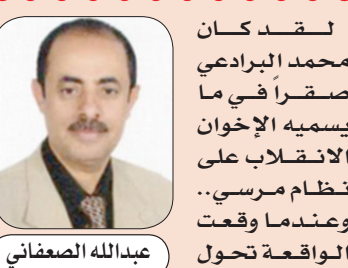 لقد كان
محمد البرادعي
صقراً في ما
يسميه الإخوان
الانقلاب على
نظام مرسي..
وعندما وقعت
الواقعة تحول
عبدالله الصعفاني